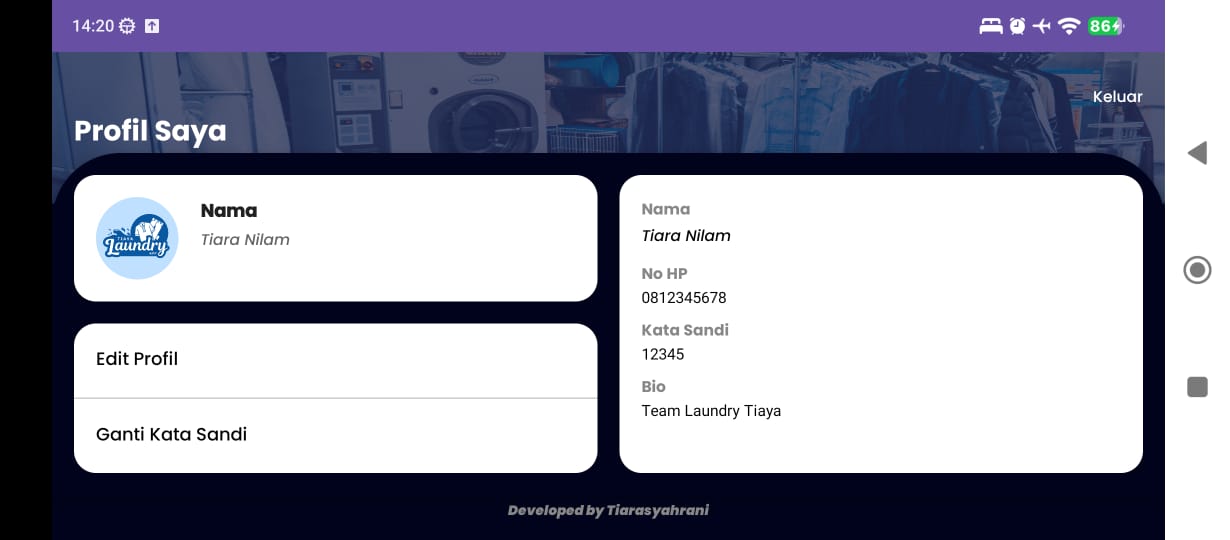 14:20
86
Keluar
Profil Saya
Nama
Tiara Nilam
TIAYA
Laundry
Edit Profil
Ganti Kata Sandi
Nama
Tiara Nilam
No HP
0812345678
Kata Sandi
12345
Bio
Team Laundry Tiaya
Developed by Tiarasyahrani